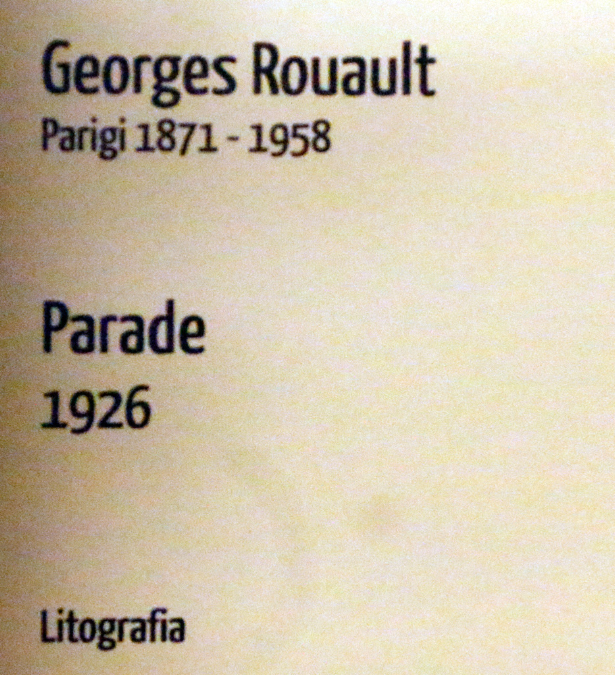 Georges Rouault
Parigi 1871 - 1958
Parade
1926
Litografia